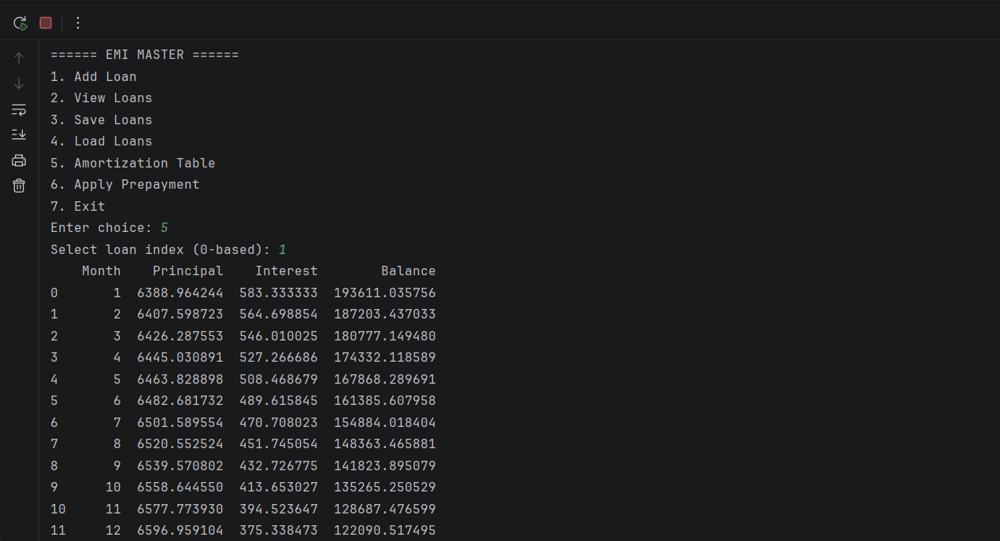 ====== EMI MASTER ======
1. Add Loan
2. View Loans
3. Save Loans
4. Load Loans
5. Amortization Table
6. Apply Prepayment
7. Exit
Enter choice: 5
Select loan index (0-based): 1
    Month    Principal    Interest        Balance
0       1  6388.964244  583.333333  193611.035756
1       2  6407.598723  564.698854  187203.437033
2       3  6426.287553  546.010025  180777.149480
3       4  6445.030891  527.266686  174332.118589
4       5  6463.828898  508.468679  167868.289691
5       6  6482.681732  489.615845  161385.607958
6       7  6501.589554  470.708023  154884.018404
7       8  6520.552524  451.745054  148363.465881
8       9  6539.570802  432.726775  141823.895079
9      10  6558.644550  413.653027  135265.250529
10     11  6577.773930  394.523647  128687.476599
11     12  6596.959104  375.338473  122090.517495